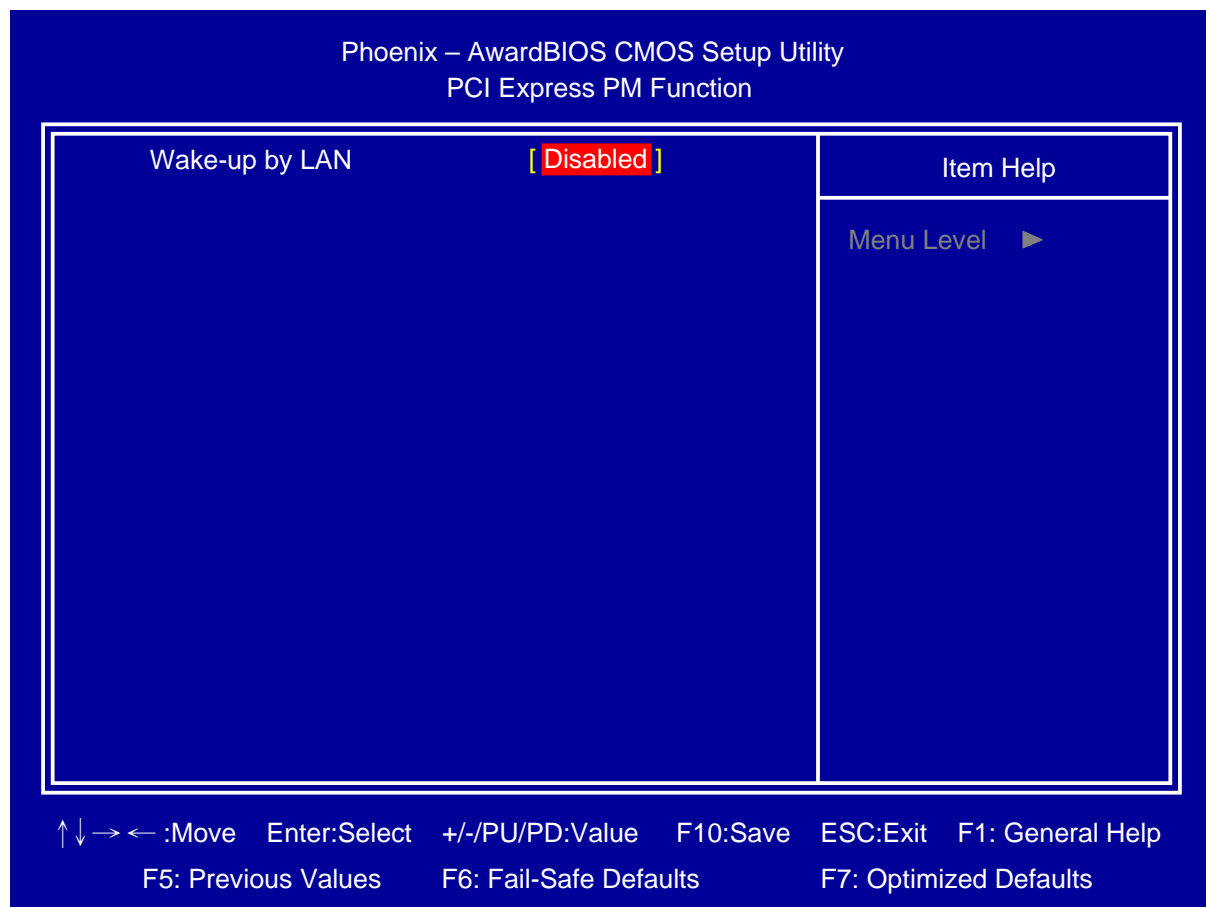 Phoenix – AwardBIOS CMOS Setup Utility
PCI Express PM Function
Wake-up by LAN [ Disabled ]
Item Help
Menu Level ►
↑↓→← :Move Enter:Select +/-/PU/PD:Value F10:Save ESC:Exit F1: General Help
F5: Previous Values F6: Fail-Safe Defaults F7: Optimized Defaults